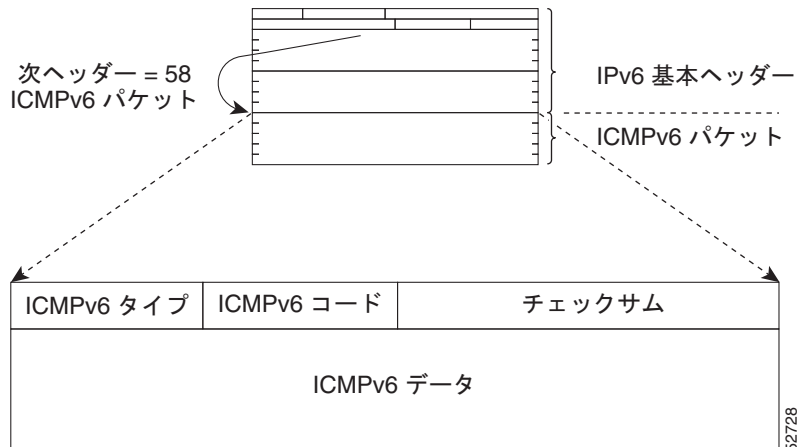 次ヘッダー = 58
ICMPv6 パケット
IPv6 基本ヘッダー
ICMPv6 パケット
ICMPv6 タイプ
ICMPv6 コード
チェックサム
ICMPv6 データ
52728